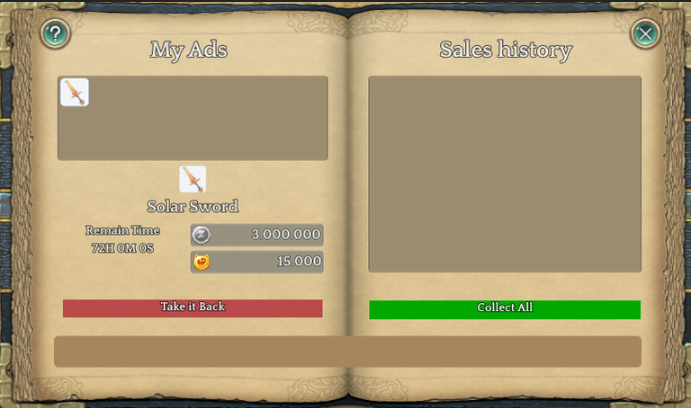 ?
My Ads
Solar Sword
Remain Time
72H 0M 0S
3.000.000
15.000
Take it Back
Sales history
Collect All